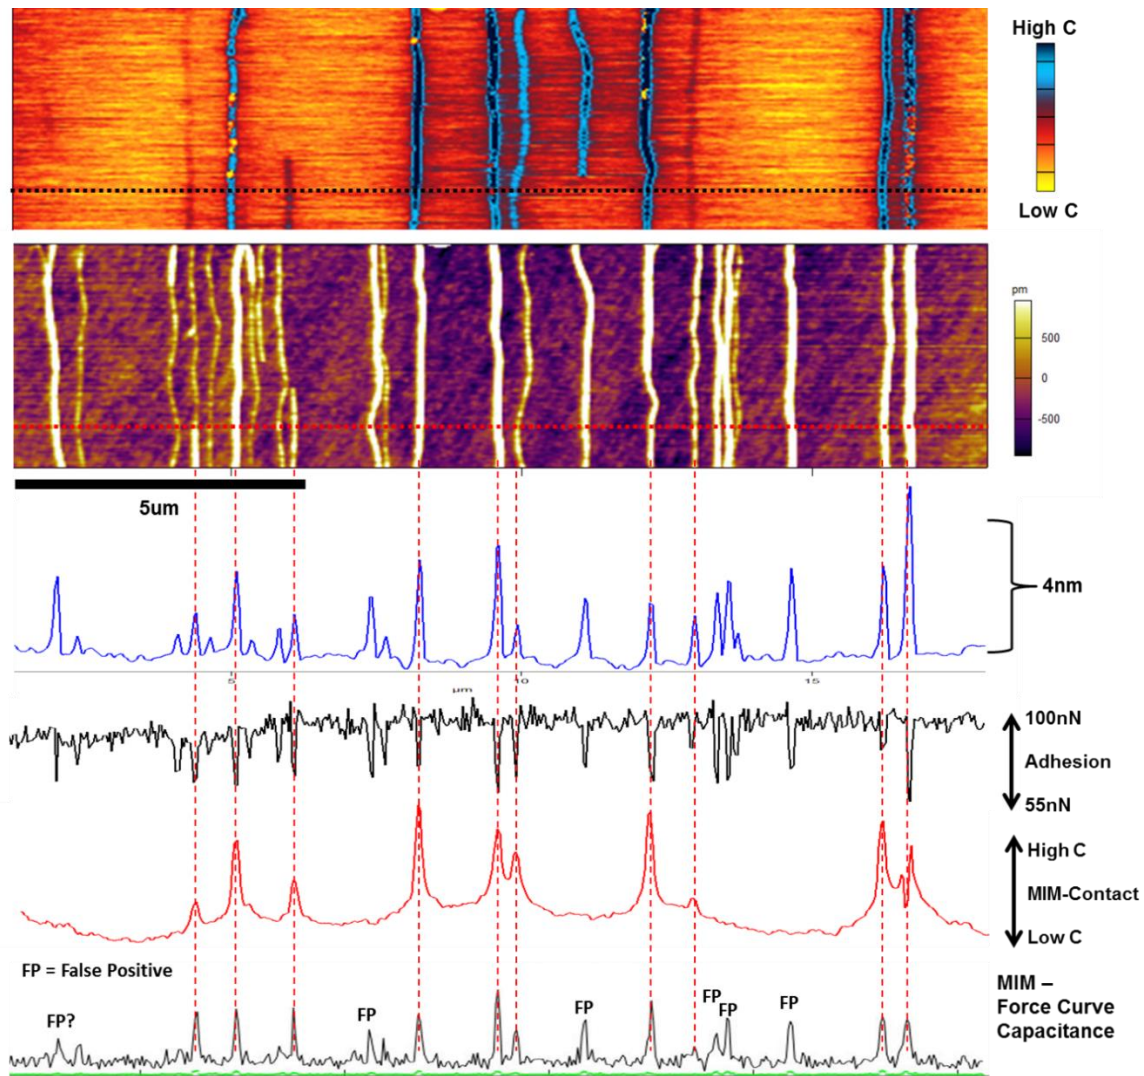 High C
Low C
pm
500
0
-500
5um
4nm
5
10
15
µm
100nN
Adhesion
55nN
High C
MIM-Contact
Low C
FP = False Positive
MIM –
Force Curve
Capacitance
FP?
FP
FP
FP
FP
FP